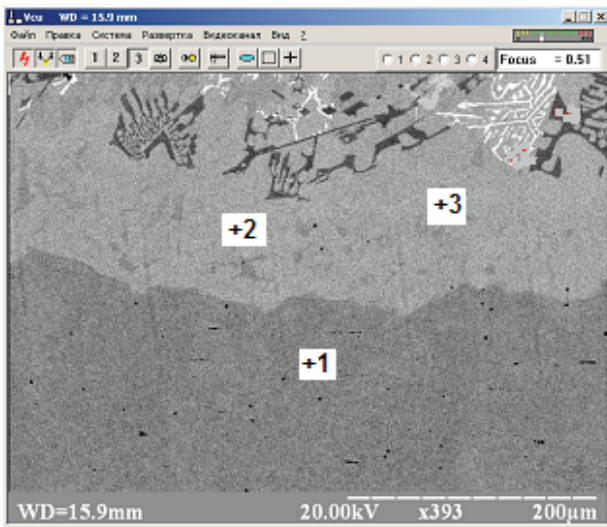 Vcu WD = 15.9 mm
Файл Правка Система Развертка Видеоканал Вид ?
1 2 3 1 2 3 4 Focus = 0.51
+3
+2
+1
WD=15.9mm 20.00kV x393 200µm